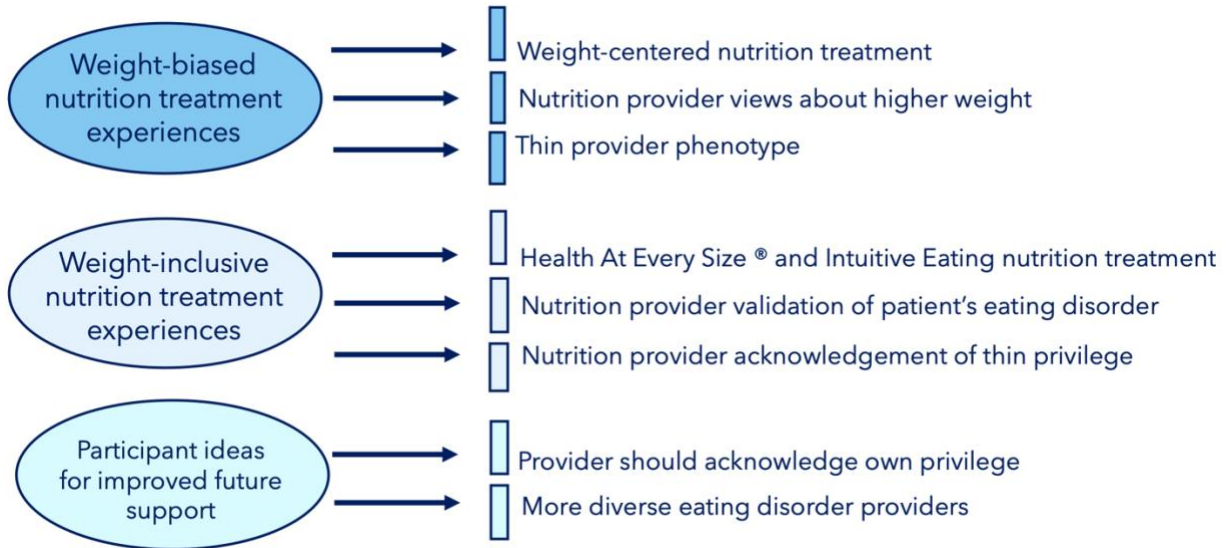 Weight-biased
nutrition treatment
experiences
Weight-centered nutrition treatment
Nutrition provider views about higher weight
Thin provider phenotype
Weight-inclusive
nutrition treatment
experiences
Health At Every Size ® and Intuitive Eating nutrition treatment
Nutrition provider validation of patient's eating disorder
Nutrition provider acknowledgement of thin privilege
Participant ideas
for improved future
support
Provider should acknowledge own privilege
More diverse eating disorder providers